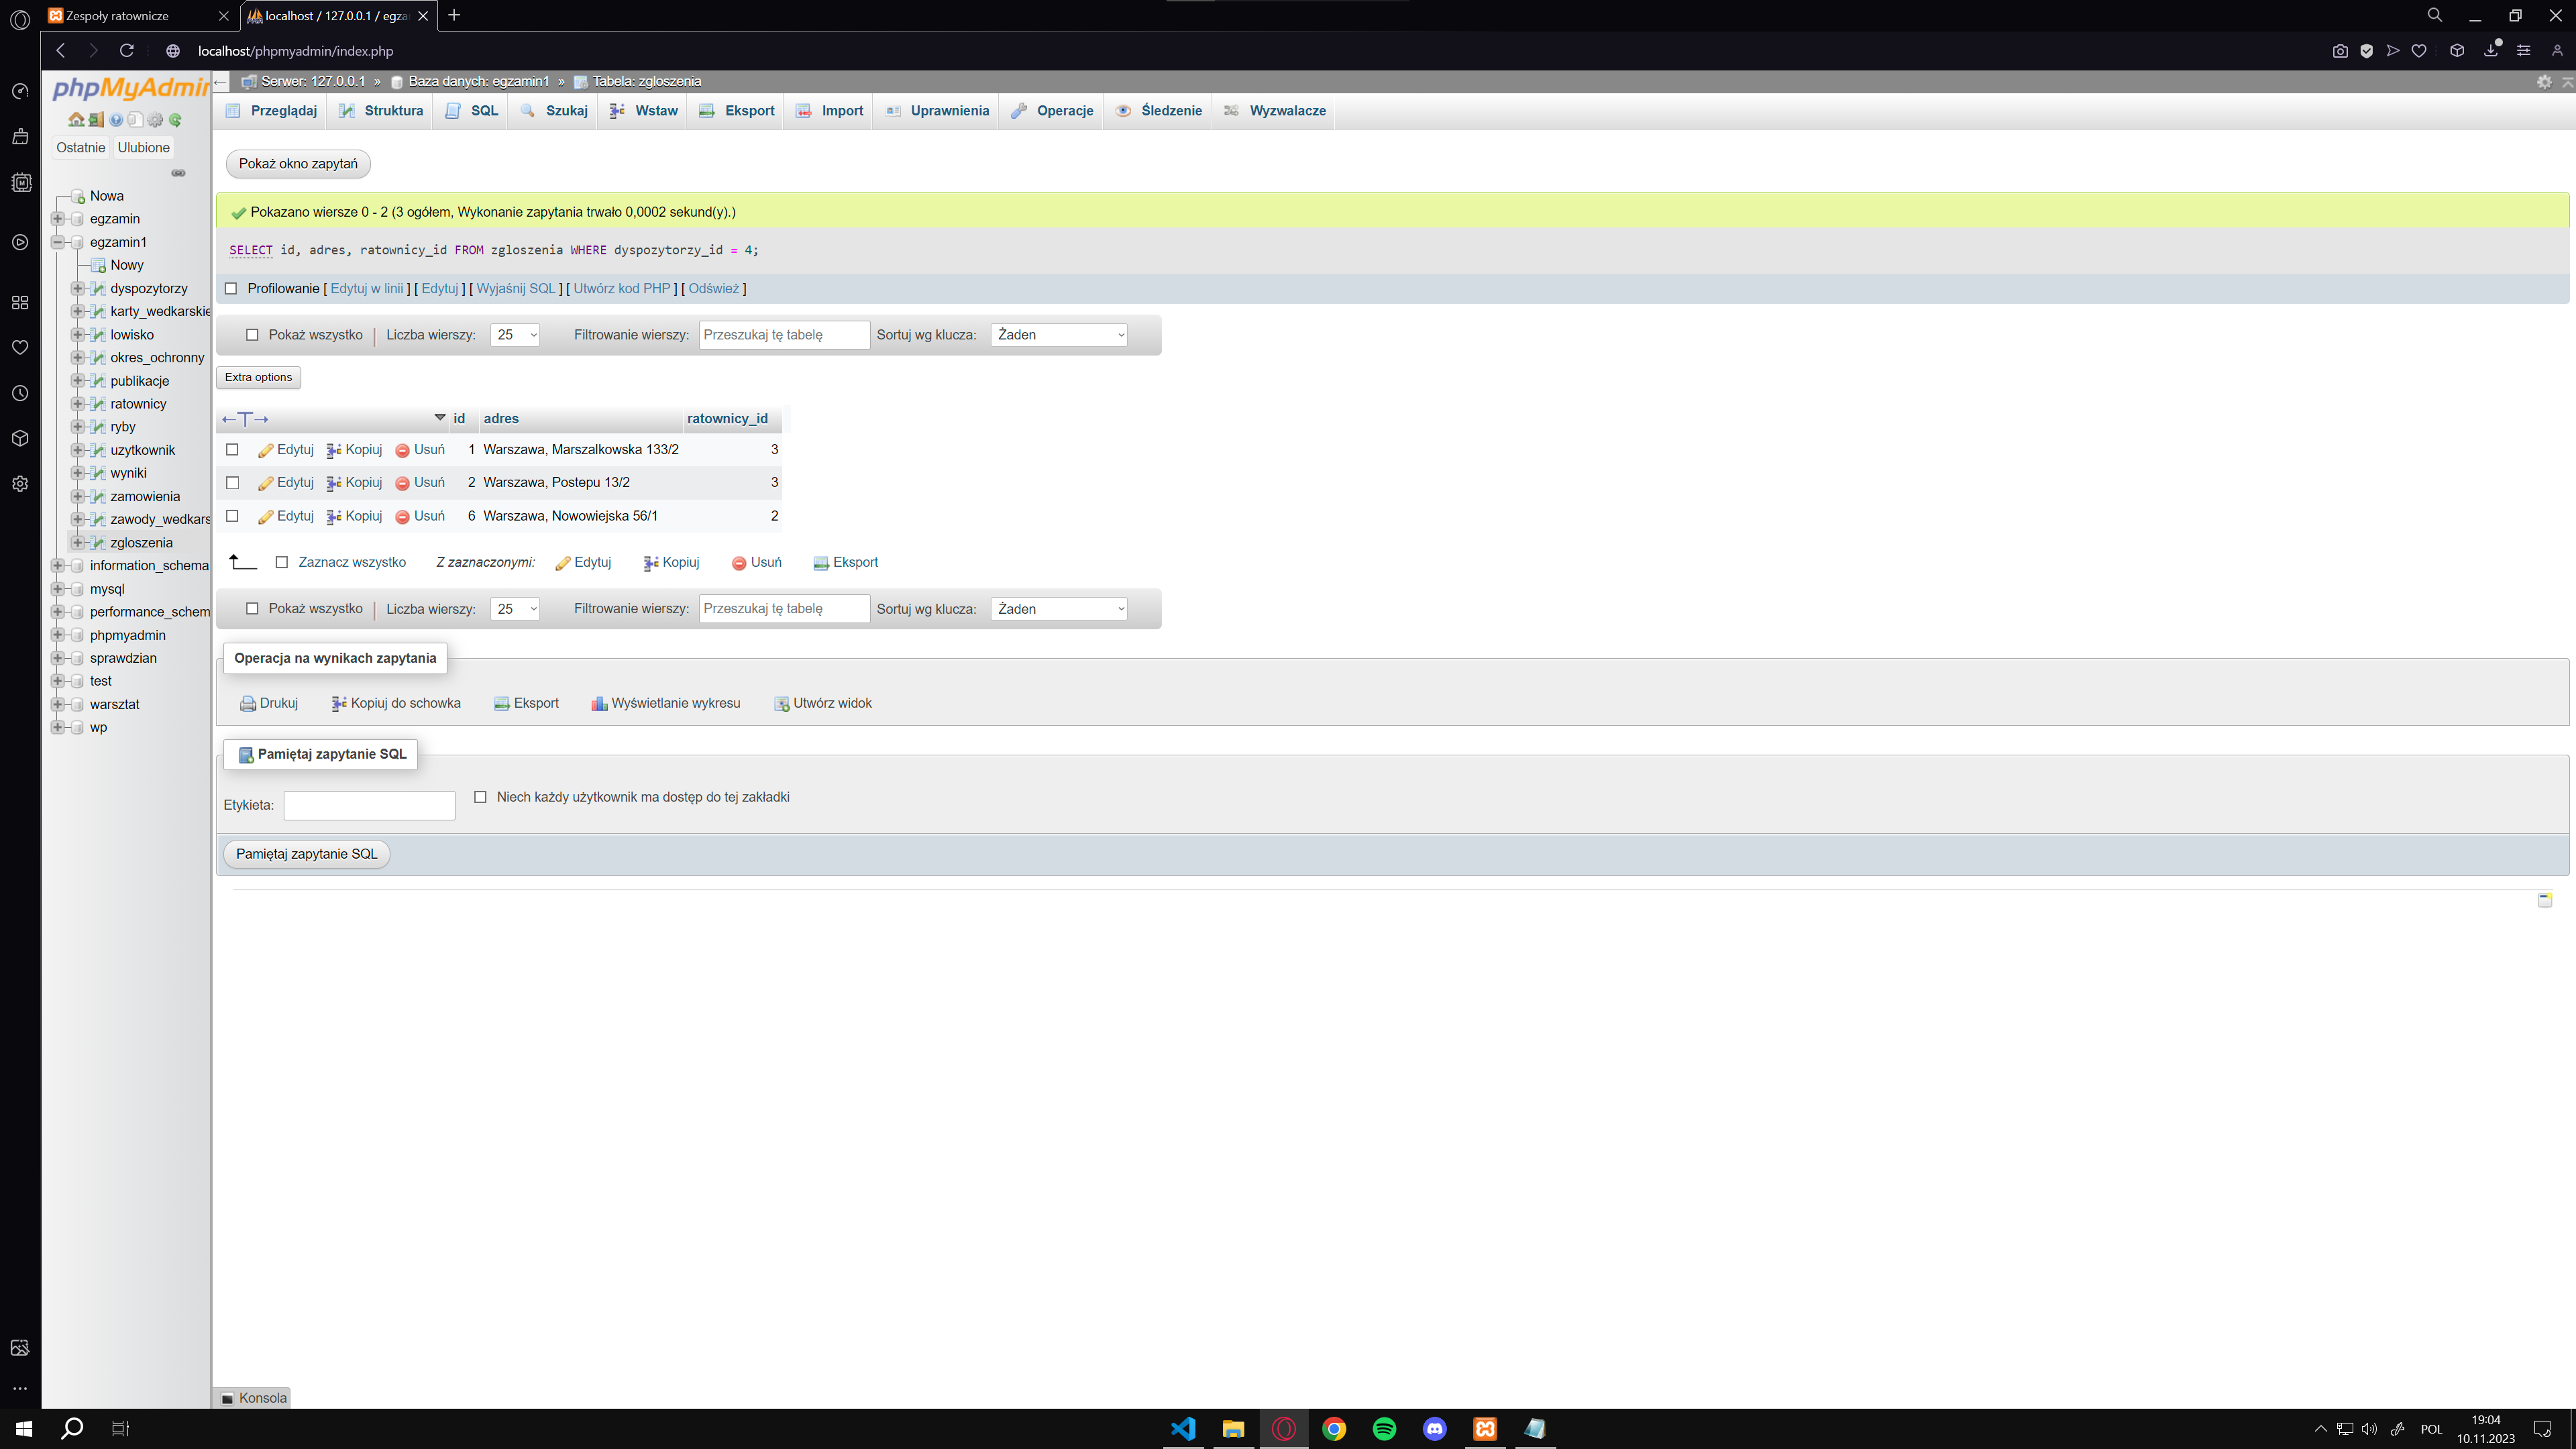 Zespoły ratownicze
localhost / 127.0.0.1 / egza
localhost/phpmyadmin/index.php
phpMyAdmin
Serwer: 127.0.0.1 » Baza danych: egzamin1 » Tabela: zgloszenia
Przeglądaj Struktura SQL Szukaj Wstaw Eksport Import Uprawnienia Operacje Śledzenie Wyzwalacze
Ostatnie Ulubione
Nowa
egzamin
egzamin1
Nowy
dyspozytorzy
karty_wedkarskie
lowisko
okres_ochronny
publikacje
ratownicy
ryby
uzytkownik
wyniki
zamowienia
zawody_wedkars
zgloszenia
information_schema
mysql
performance_schem
phpmyadmin
sprawdzian
test
warsztat
wp
Pokaż okno zapytań
Pokazano wiersze 0 - 2 (3 ogółem, Wykonanie zapytania trwało 0,0002 sekund(y).)
SELECT id, adres, ratownicy_id FROM zgloszenia WHERE dyspozytorzy_id = 4;
Profilowanie [ Edytuj w linii ] [ Edytuj ] [ Wyjaśnij SQL ] [ Utwórz kod PHP ] [ Odśwież ]
Pokaż wszystko | Liczba wierszy: 25 Filtrowanie wierszy: Przeszukaj tę tabelę Sortuj wg klucza: Żaden
Extra options
←T→ id adres ratownicy_id
Edytuj Kopiuj Usuń 1 Warszawa, Marszalkowska 133/2 3
Edytuj Kopiuj Usuń 2 Warszawa, Postepu 13/2 3
Edytuj Kopiuj Usuń 6 Warszawa, Nowowiejska 56/1 2
Zaznacz wszystko Z zaznaczonymi: Edytuj Kopiuj Usuń Eksport
Pokaż wszystko | Liczba wierszy: 25 Filtrowanie wierszy: Przeszukaj tę tabelę Sortuj wg klucza: Żaden
Operacja na wynikach zapytania
Drukuj Kopiuj do schowka Eksport Wyświetlanie wykresu Utwórz widok
Pamiętaj zapytanie SQL
Etykieta: Niech każdy użytkownik ma dostęp do tej zakładki
Pamiętaj zapytanie SQL
Konsola
POL
19:04
10.11.2023